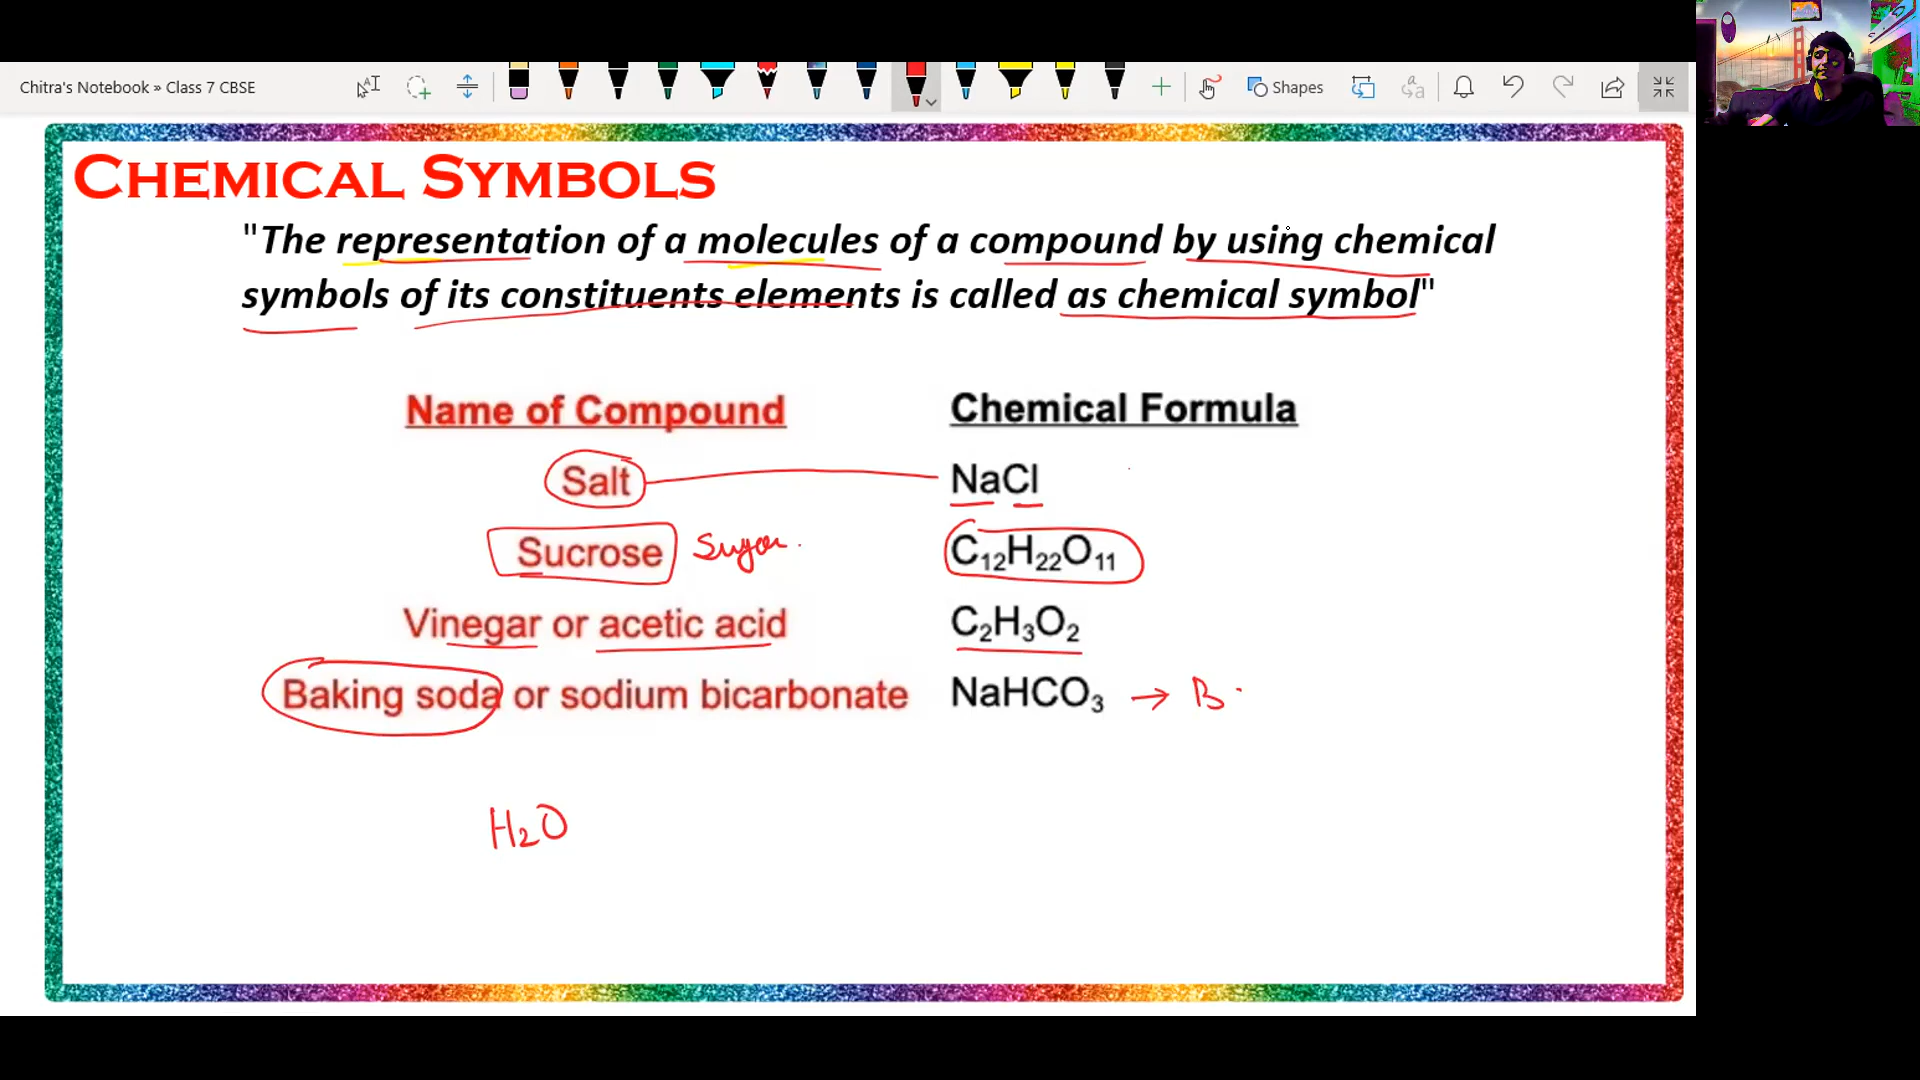 Chitra's Notebook » Class 7 CBSE
Shapes
CHEMICAL SYMBOLS
"The representation of a molecules of a compound by using chemical
symbols of its constituents elements is called as chemical symbol"
Name of Compound Chemical Formula
Salt NaCl
Sucrose Sugar. C₁₂H₂₂O₁₁
Vinegar or acetic acid C₂H₃O₂
Baking soda or sodium bicarbonate NaHCO₃ → B.
H₂O